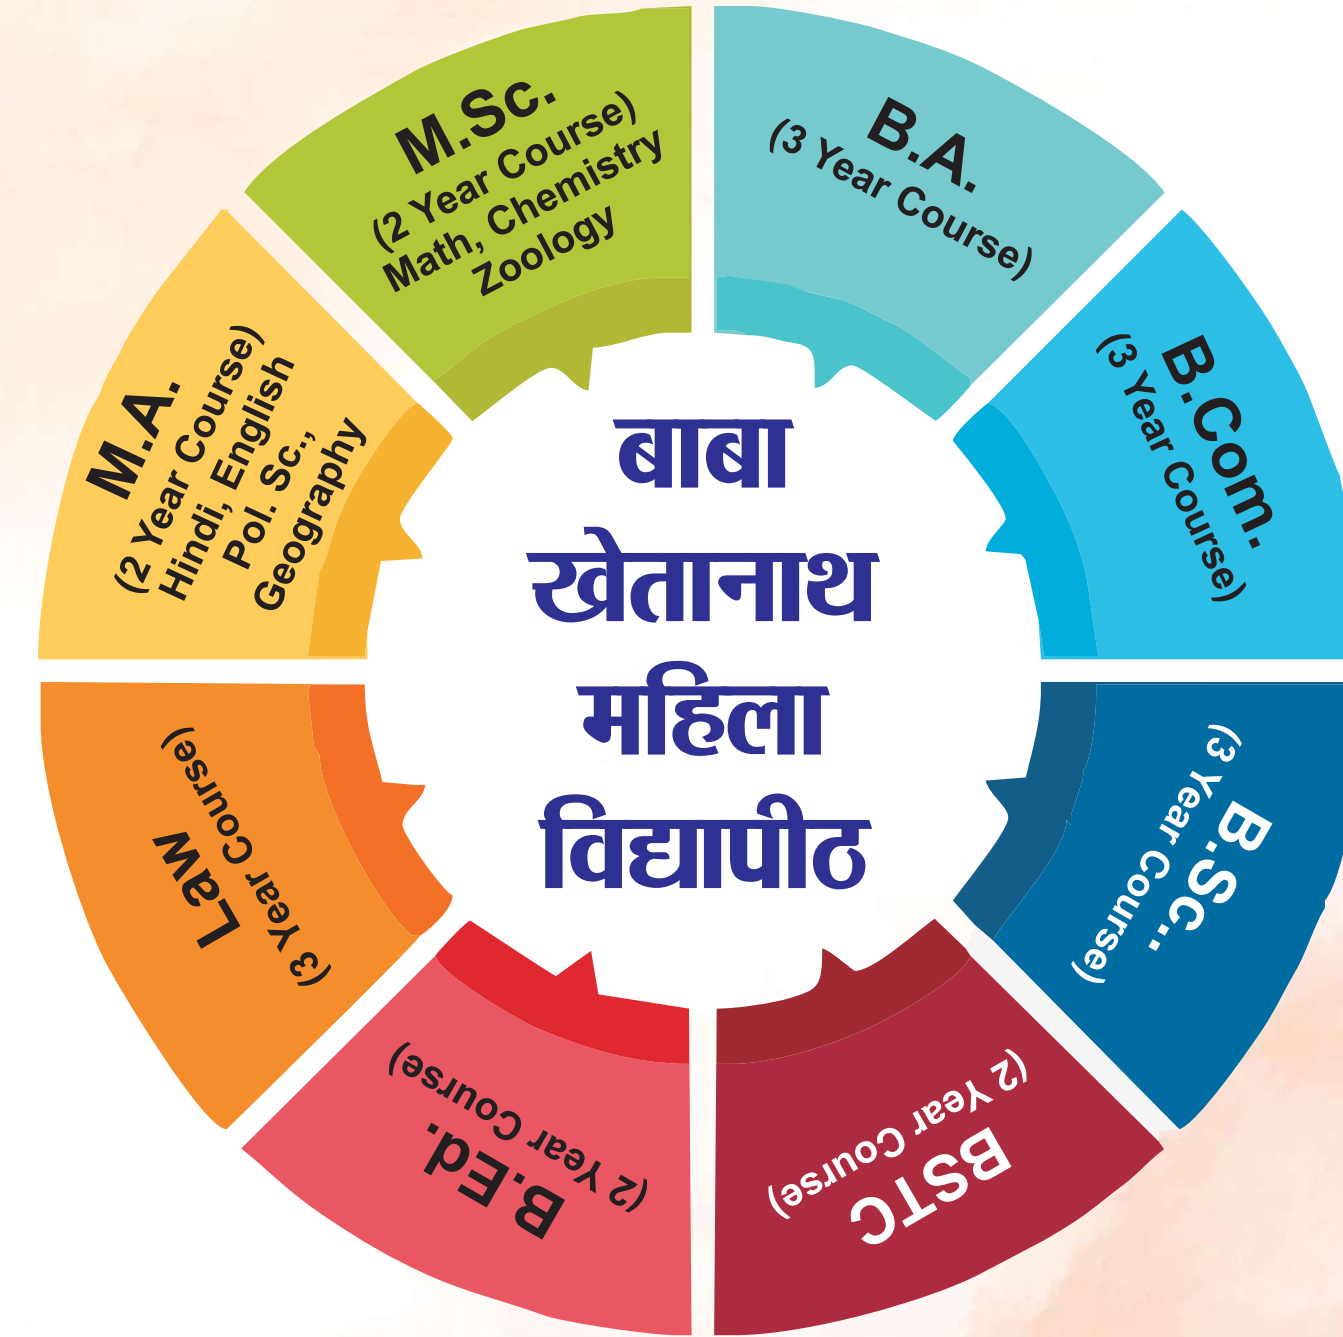 बाबा
खेतानाथ
महिला
विद्यापीठ
B.A.
(3 Year Course)
B.Com.
(3 Year Course)
B.Sc..
(3 Year Course)
BSTC
(2 Year Course)
B.Ed.
(2 Year Course)
Law
(3 Year Course)
M.A.
(2 Year Course)
Hindi, English
Pol. Sc.,
Geography
M.Sc.
(2 Year Course)
Math, Chemistry
Zoology